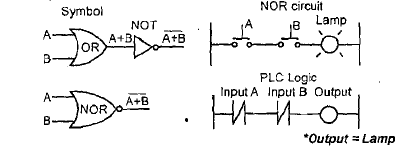 Symbol
NOR circuit
NOT
Lamp
A
OR
A+B
A̅+̅B̅
B
A
B
PLC Logic
A
NOR
A̅+̅B̅
B
Input A Input B Output
*Output = Lamp